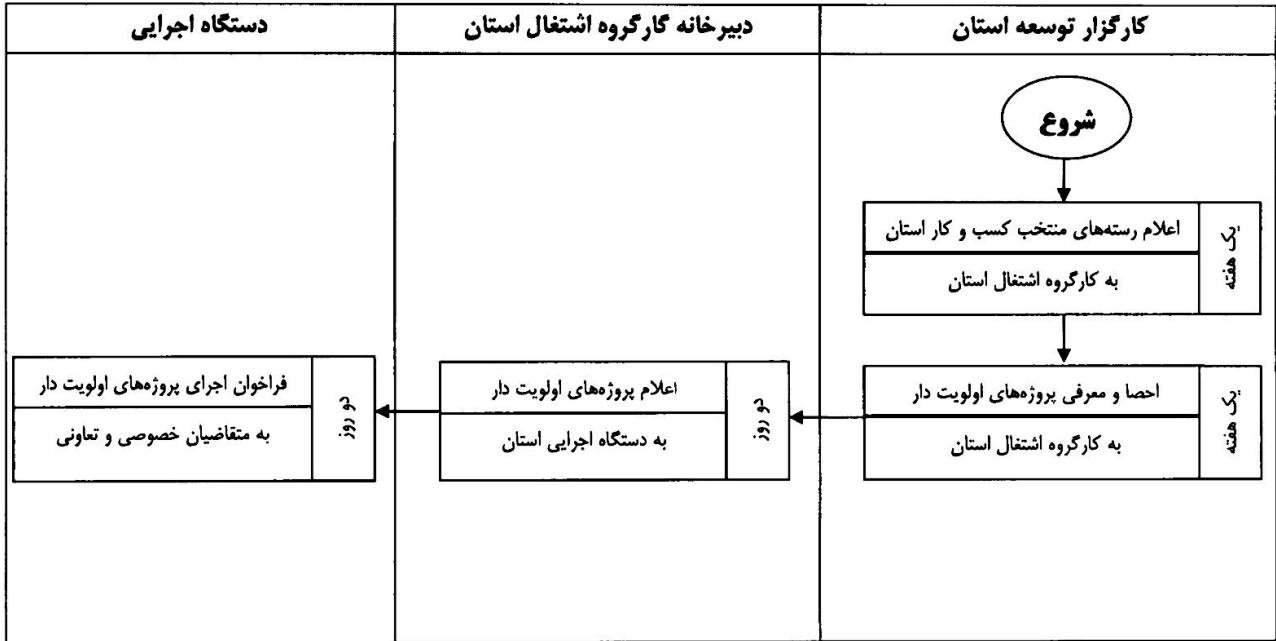 کارگزار توسعه استان
دبیرخانه گارگروه اشتغال استان
دستگاه اجرایی
شروع
یک هفته
اعلام رسته‌های منتخب کسب و کار استان
به کارگروه اشتغال استان
یک هفته
احصا و معرفی پروژه‌های اولویت دار
به کارگروه اشتغال استان
دو روز
اعلام پروژه‌های اولویت دار
به دستگاه اجرایی استان
دو روز
فراخوان اجرای پروژه‌های اولویت دار
به متقاضیان خصوصی و تعاونی